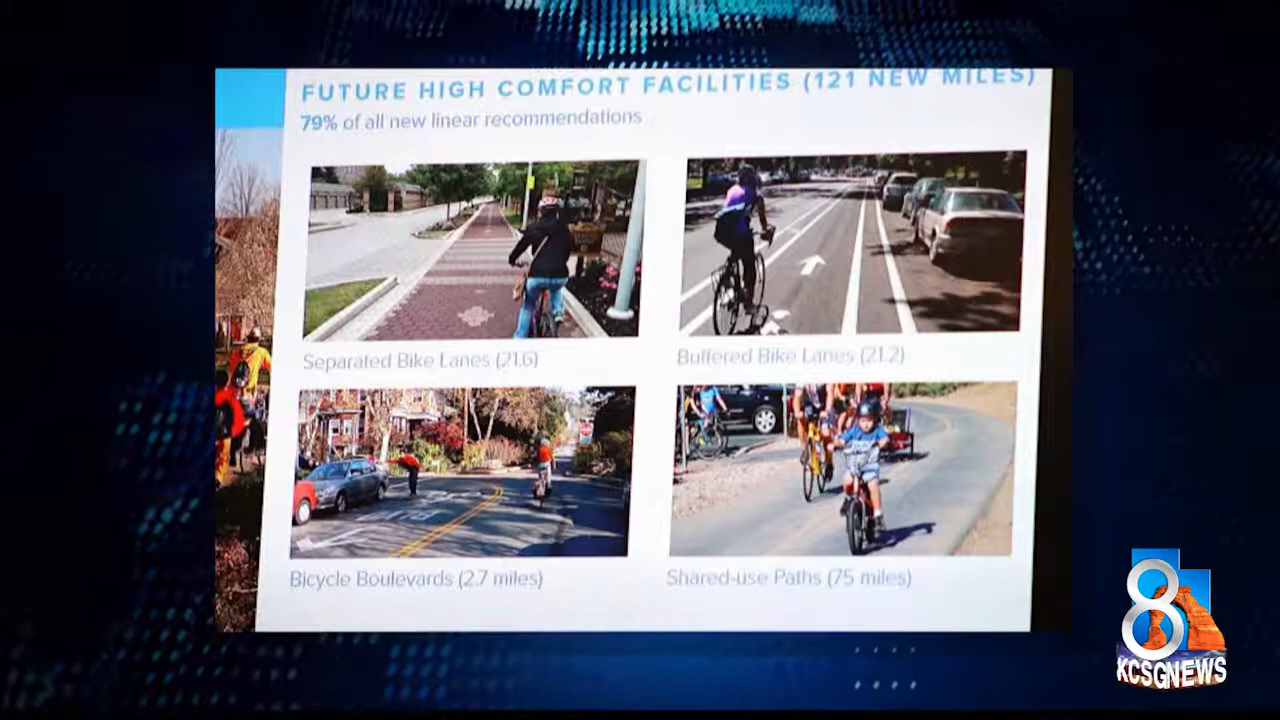 FUTURE HIGH COMFORT FACILITIES (121 NEW MILES)
79% of all new linear recommendations
Separated Bike Lanes (21.6)
Buffered Bike Lanes (21.2)
Bicycle Boulevards (2.7 miles)
Shared-use Paths (75 miles)
8
KCSGNEWS